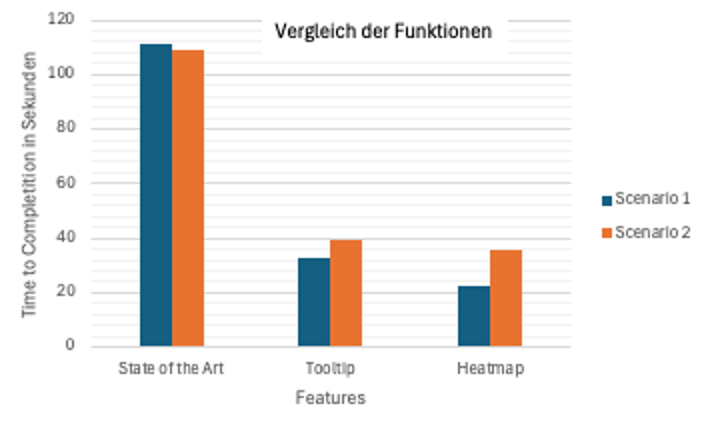 Vergleich der Funktionen
120
100
80
60
40
20
0
Time to Completition in Sekunden
State of the Art
Tooltip
Heatmap
Features
Scenario 1
Scenario 2